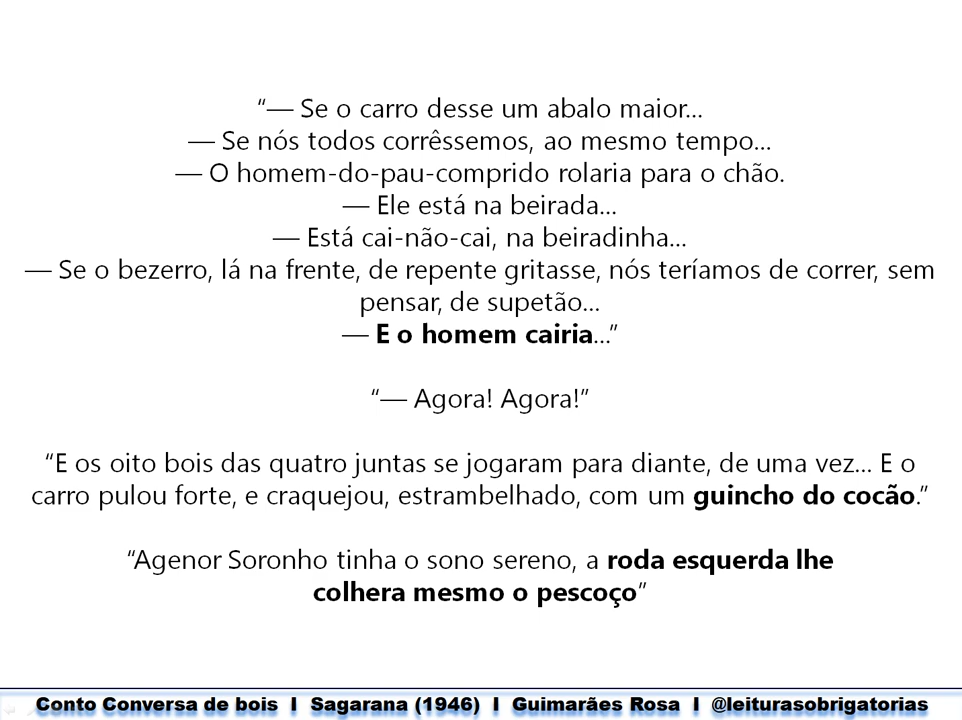 “— Se o carro desse um abalo maior...
— Se nós todos corrêssemos, ao mesmo tempo...
— O homem-do-pau-comprido rolaria para o chão.
— Ele está na beirada...
— Está cai-não-cai, na beiradinha...
— Se o bezerro, lá na frente, de repente gritasse, nós teríamos de correr, sem
pensar, de supetão...
— E o homem cairia...”
“— Agora! Agora!”
“E os oito bois das quatro juntas se jogaram para diante, de uma vez... E o
carro pulou forte, e craquejou, estrambelhado, com um guincho do cocão.”
“Agenor Soronho tinha o sono sereno, a roda esquerda lhe
colhera mesmo o pescoço”
Conto Conversa de bois I Sagarana (1946) I Guimarães Rosa I @leiturasobrigatorias